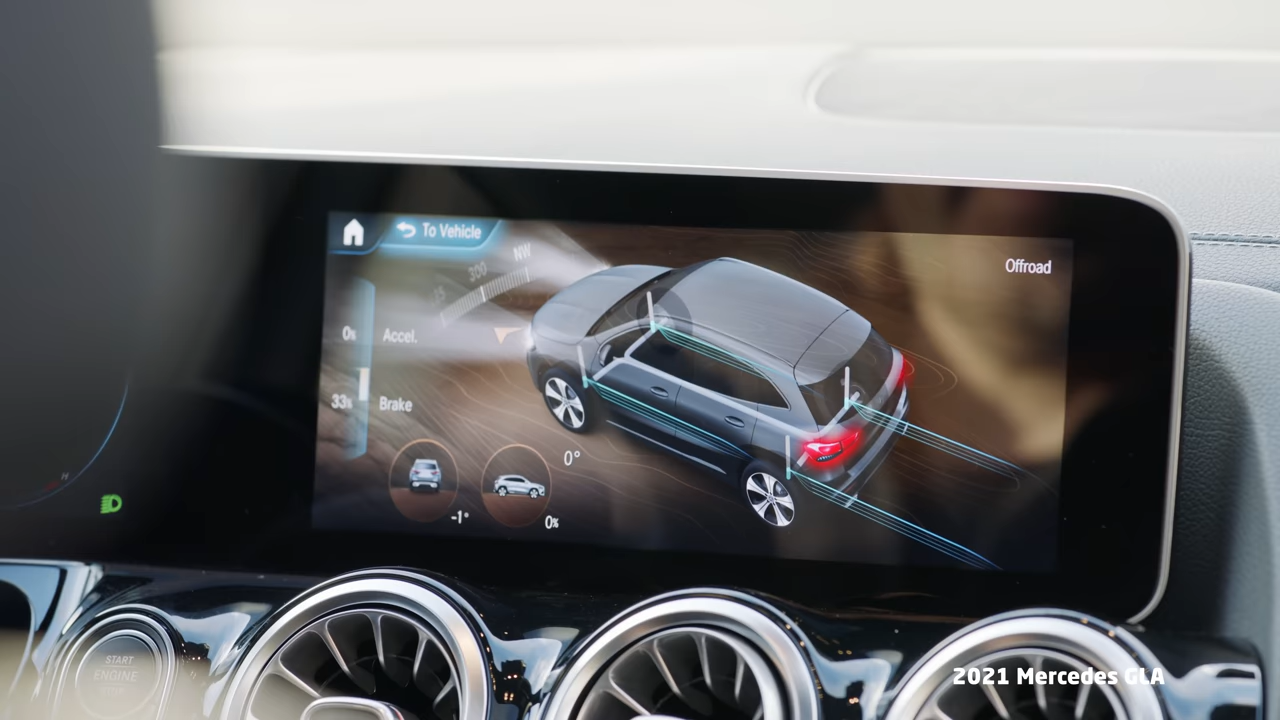 To Vehicle
Offroad
NW
300
0%
Accel.
33%
Brake
0°
-1°
0%
START
ENGINE
STOP
2021 Mercedes GLA